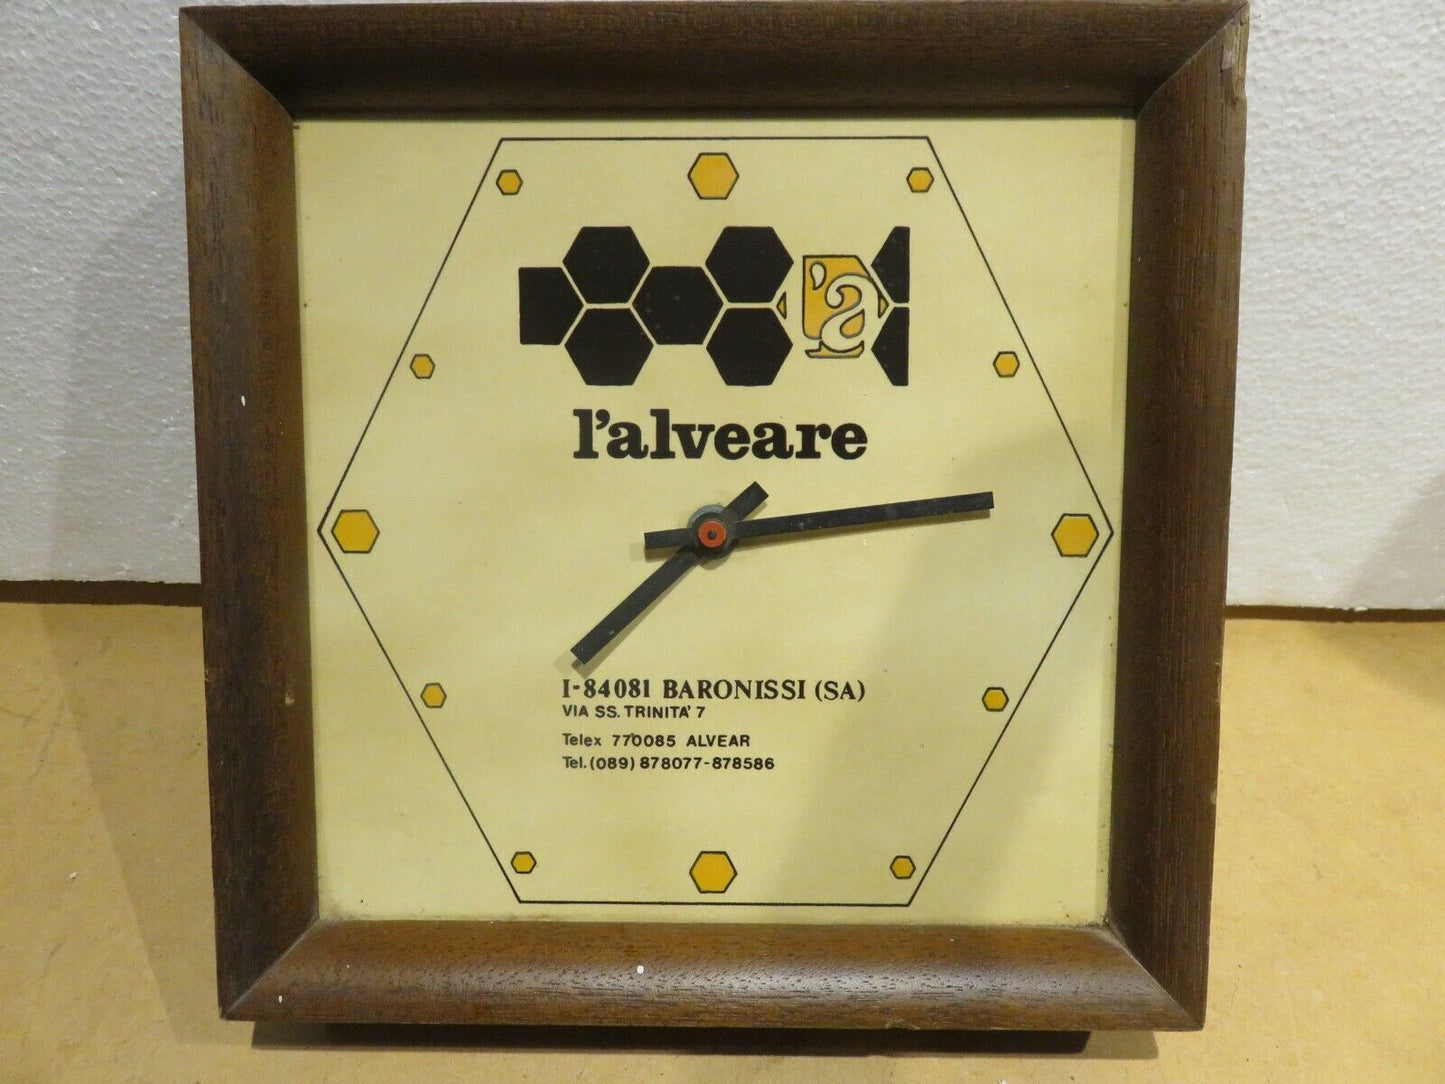 l'a
l'alveare
I-84081 BARONISSI (SA)
VIA SS. TRINITA' 7
Telex 770085 ALVEAR
Tel. (089) 878077-878586